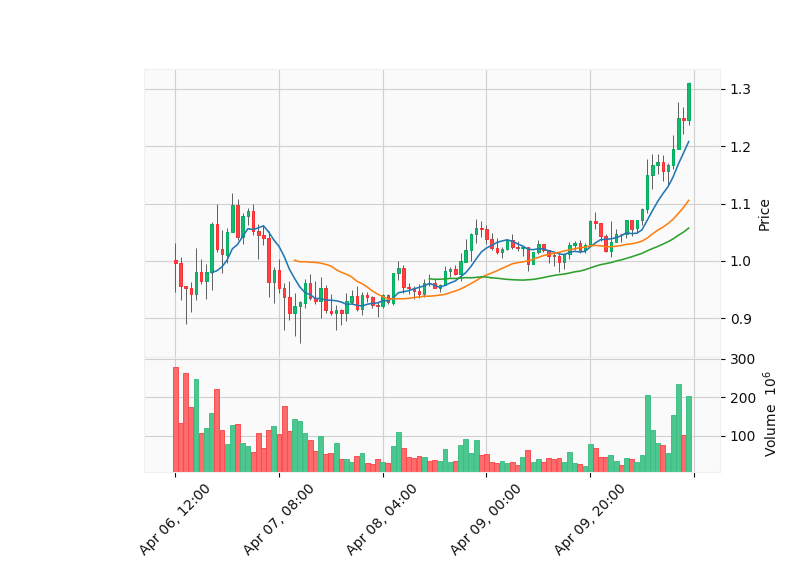 1.3
1.2
1.1
1.0
0.9
Price
300
200
100
Volume 10^6
Apr 06, 12:00
Apr 07, 08:00
Apr 08, 04:00
Apr 09, 00:00
Apr 09, 20:00